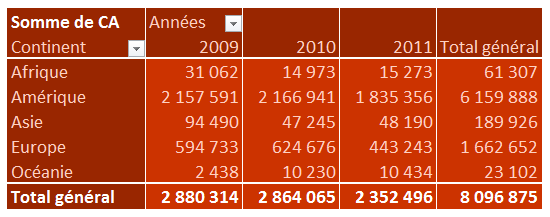 Somme de CA Années
Continent 2009 2010 2011 Total général
Afrique 31 062 14 973 15 273 61 307
Amérique 2 157 591 2 166 941 1 835 356 6 159 888
Asie 94 490 47 245 48 190 189 926
Europe 594 733 624 676 443 243 1 662 652
Océanie 2 438 10 230 10 434 23 102
Total général 2 880 314 2 864 065 2 352 496 8 096 875